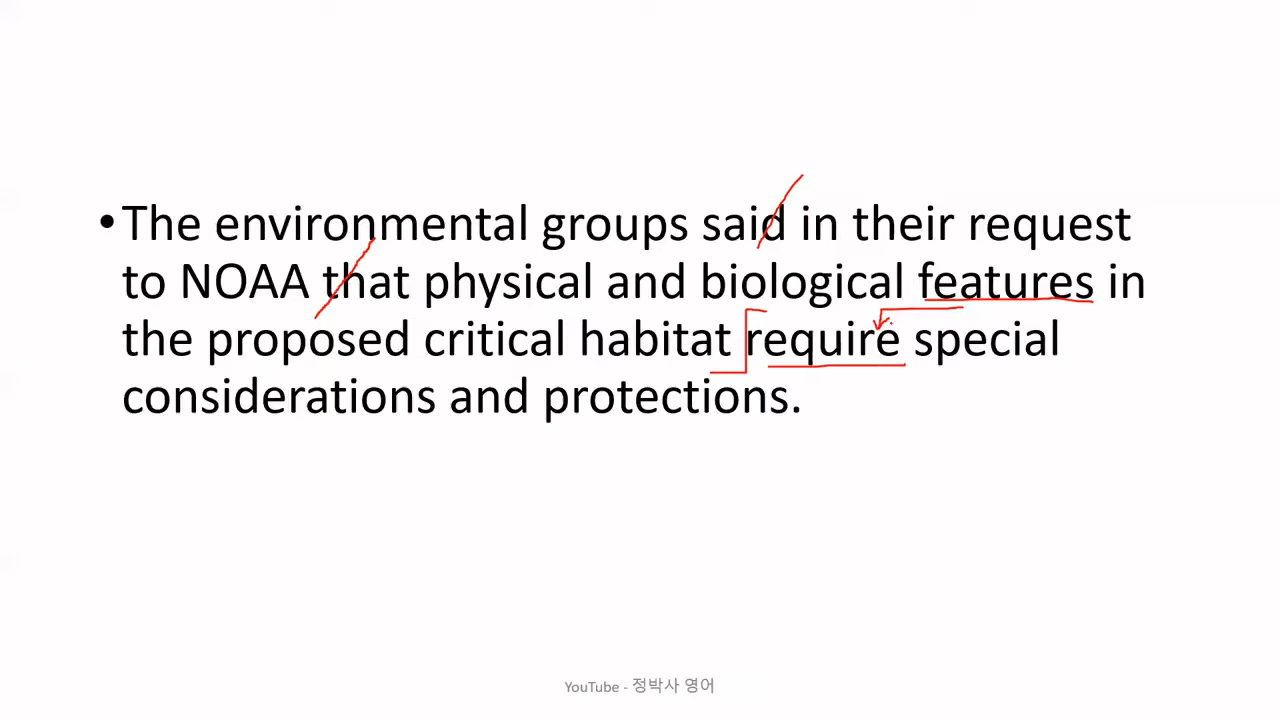 •The environmental groups said in their request
to NOAA that physical and biological features in
the proposed critical habitat require special
considerations and protections.
YouTube - 정박사 영어